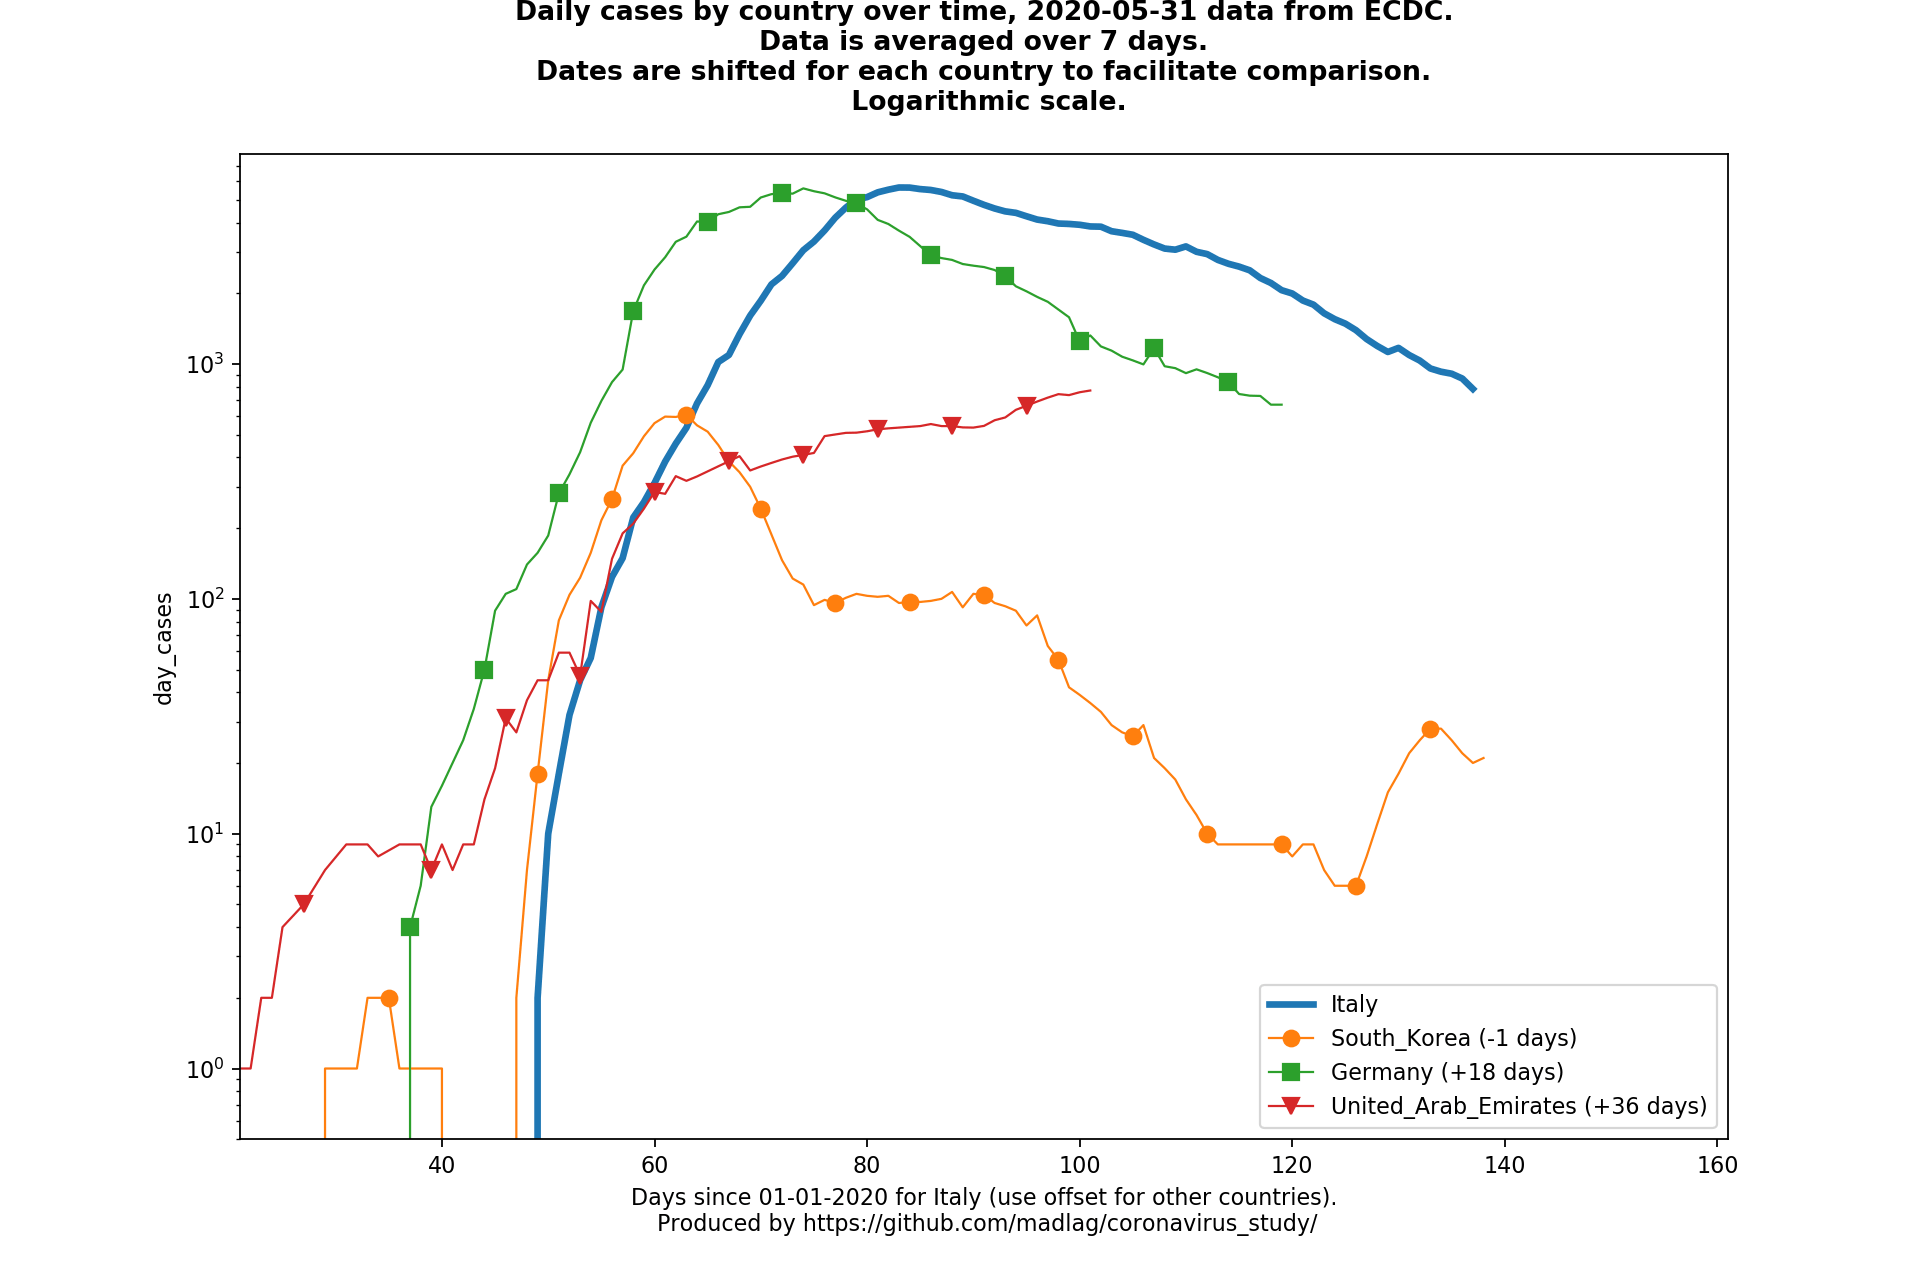 Daily cases by country over time, 2020-05-31 data from ECDC.
Data is averaged over 7 days.
Dates are shifted for each country to facilitate comparison.
Logarithmic scale.
day_cases
10³
10²
10¹
10⁰
40 60 80 100 120 140 160
Italy
South_Korea (-1 days)
Germany (+18 days)
United_Arab_Emirates (+36 days)
Days since 01-01-2020 for Italy (use offset for other countries).
Produced by https://github.com/madlag/coronavirus_study/